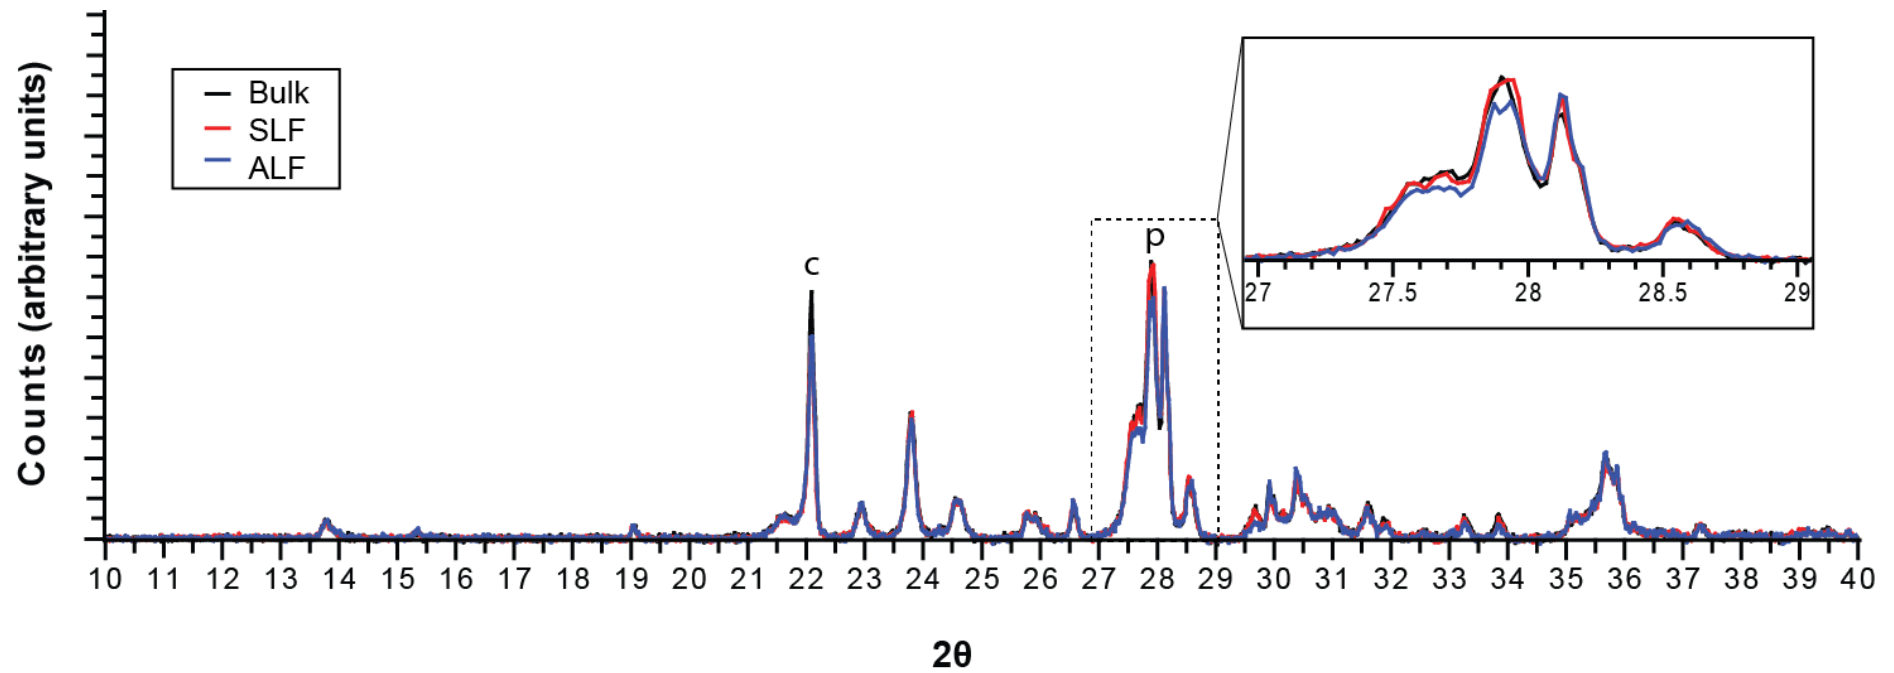 Counts (arbitrary units)
Bulk
SLF
ALF
c
p
27 27.5 28 28.5 29
10 11 12 13 14 15 16 17 18 19 20 21 22 23 24 25 26 27 28 29 30 31 32 33 34 35 36 37 38 39 40
2θ